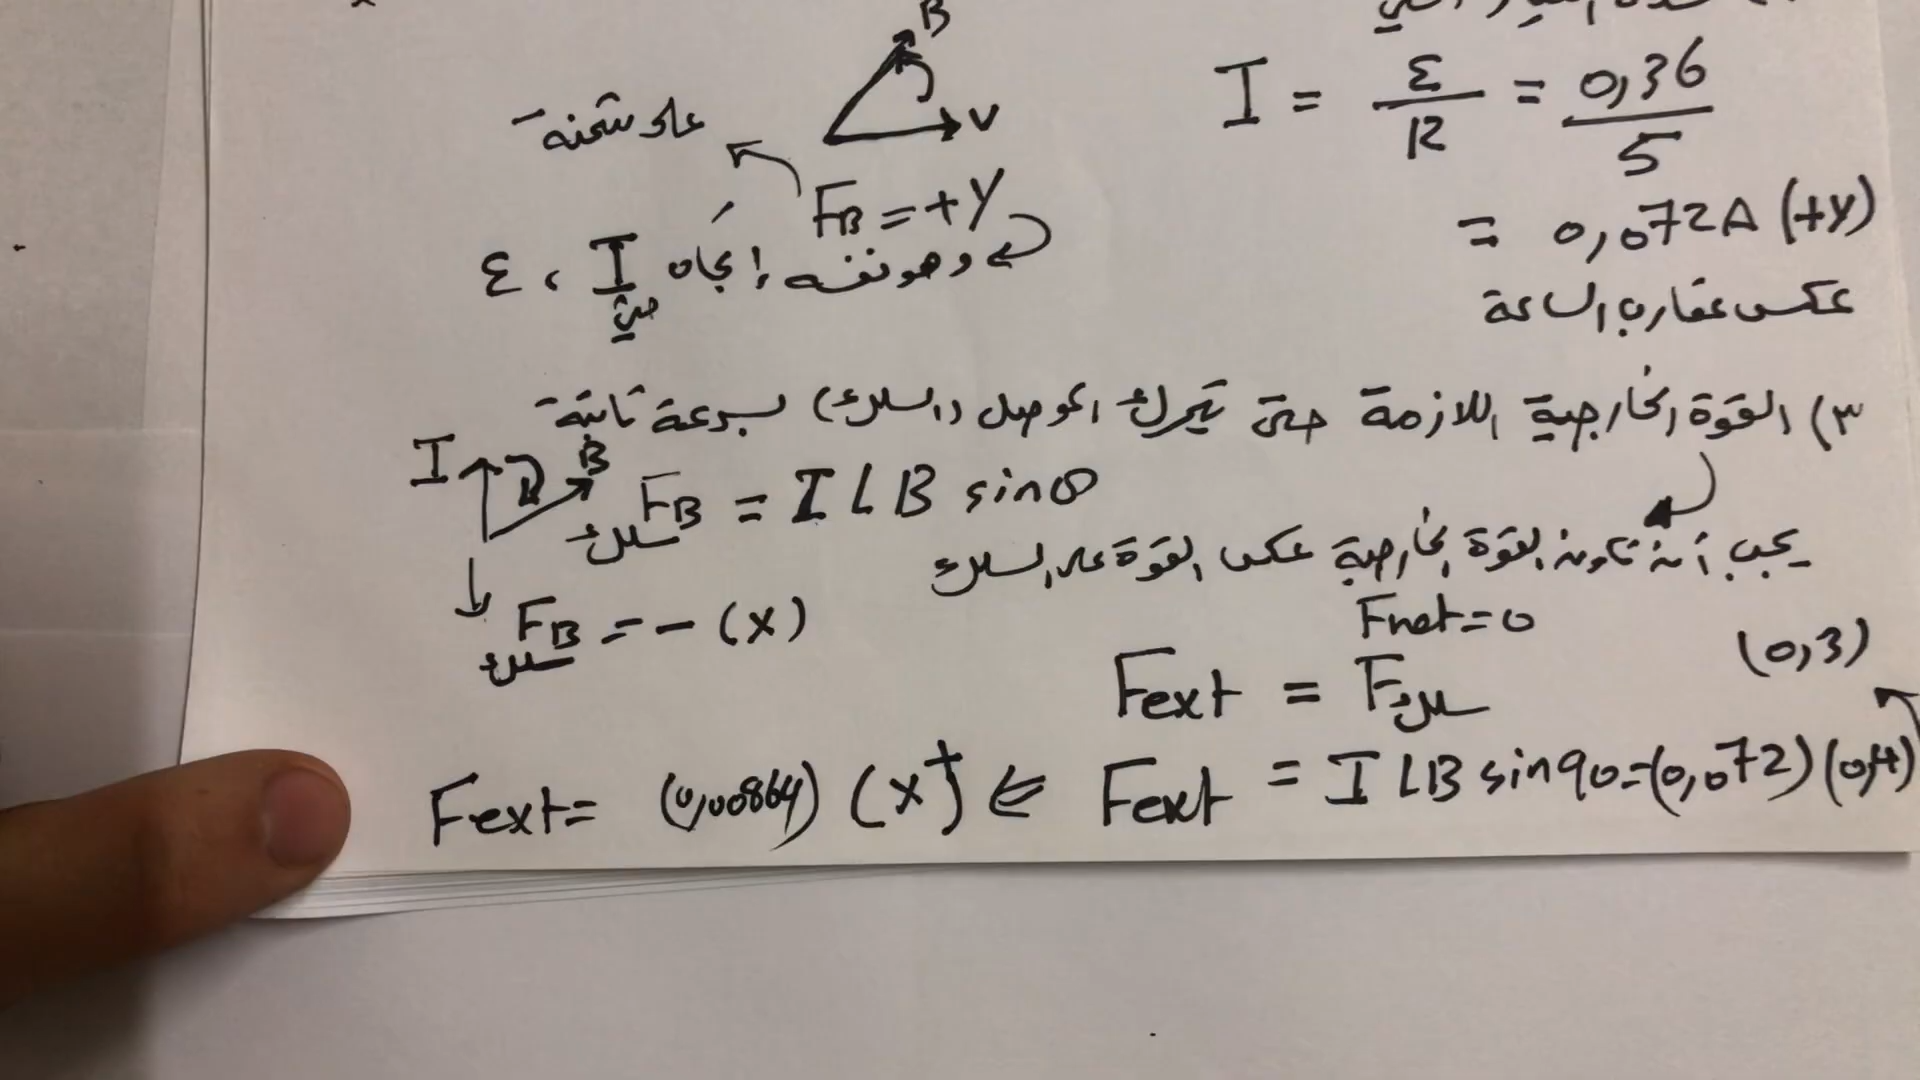 B
I = ε/R = 0,36/5
V
على شحنة
FB = +Y
= 0,072A (+Y)
وهو نفسه إتجاه I حثي ، ε
عكس عقارب الساعة
٣) القوة الخارجية اللازمة حتى يتحرك الموصل (السلك) بسرعة ثابتة
I
B
FB سلك = I L B sinθ
يجب أن تكون القوة الخارجية عكس القوة على السلك
Fnet = 0
FB سلك = - (x)
(0,3)
Fext = F سلك
Fext = I L B sin90 = (0,072) (0,4)
⇐ Fext = (0,00864) (x+)